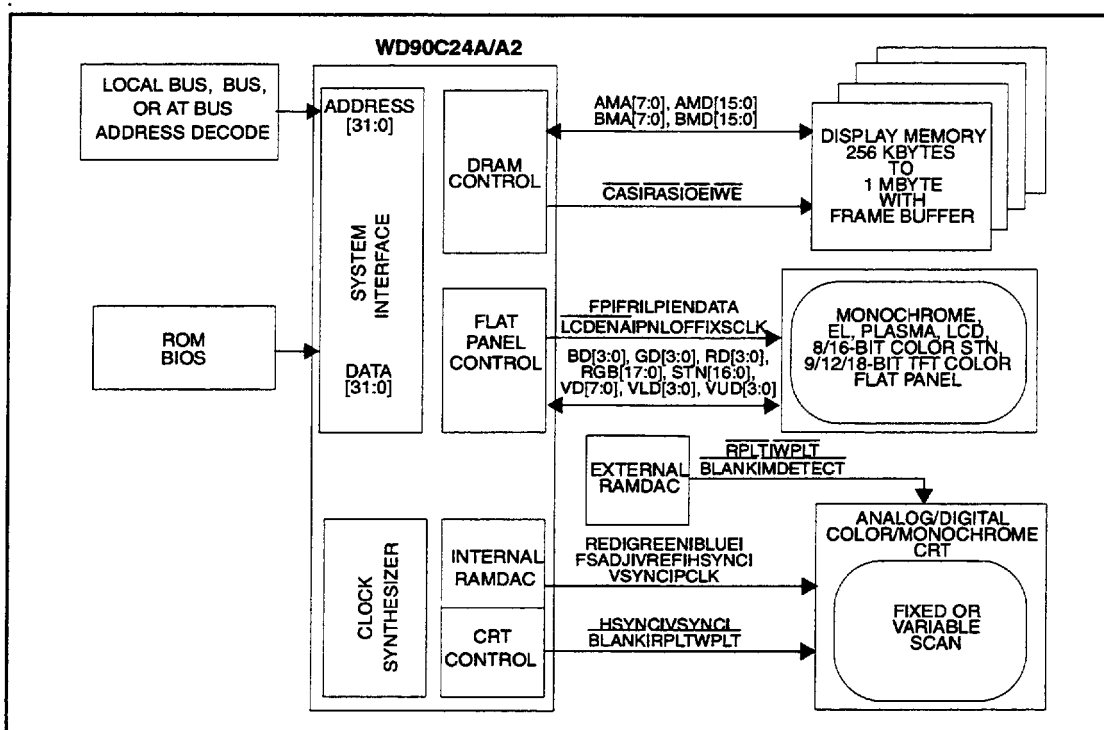 WD90C24A/A2
LOCAL BUS, BUS,
OR AT BUS
ADDRESS DECODE
ADDRESS
[31:0]
SYSTEM
INTERFACE
DATA
[31:0]
ROM
BIOS
DRAM
CONTROL
AMA[7:0], AMD[15:0]
BMA[7:0], BMD[15:0]
CASIRASIOEIWE
DISPLAY MEMORY
256 KBYTES
TO
1 MBYTE
WITH
FRAME BUFFER
FLAT
PANEL
CONTROL
FPIFRILPIENDATA
LCDENAIPNLOFFIXSCLK
BD[3:0], GD[3:0], RD[3:0],
RGB[17:0], STN[16:0],
VD[7:0], VLD[3:0], VUD[3:0]
MONOCHROME,
EL, PLASMA, LCD,
8/16-BIT COLOR STN,
9/12/18-BIT TFT COLOR
FLAT PANEL
EXTERNAL
RAMDAC
RPLTIWPLT
BLANKIMDETECT
CLOCK
SYNTHESIZER
INTERNAL
RAMDAC
REDIGREENIBLUEI
FSADJIVREFIHSYNCI
VSYNCIPCLK
CRT
CONTROL
HSYNCIVSYNCI
BLANKIRPLTWPLT
ANALOG/DIGITAL
COLOR/MONOCHROME
CRT
FIXED OR
VARIABLE
SCAN